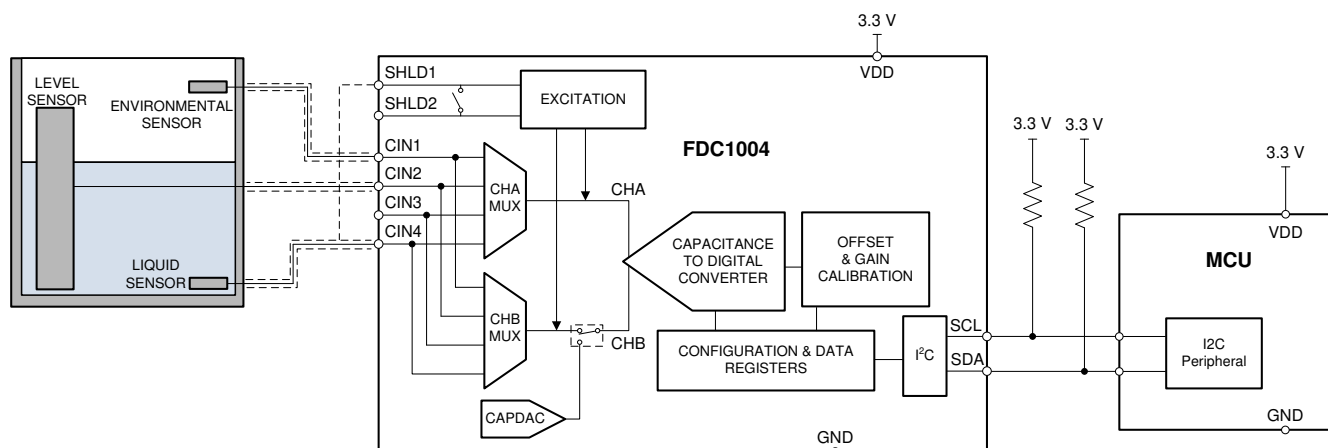 3.3 V
VDD
LEVEL
SENSOR
ENVIRONMENTAL
SENSOR
LIQUID
SENSOR
SHLD1
SHLD2
CIN1
CIN2
CIN3
CIN4
EXCITATION
FDC1004
CHA
MUX
CHA
CHB
MUX
CHB
CAPDAC
CAPACITANCE
TO DIGITAL
CONVERTER
OFFSET
& GAIN
CALIBRATION
CONFIGURATION & DATA
REGISTERS
I²C
SCL
SDA
GND
3.3 V
3.3 V
3.3 V
VDD
MCU
I2C
Peripheral
GND